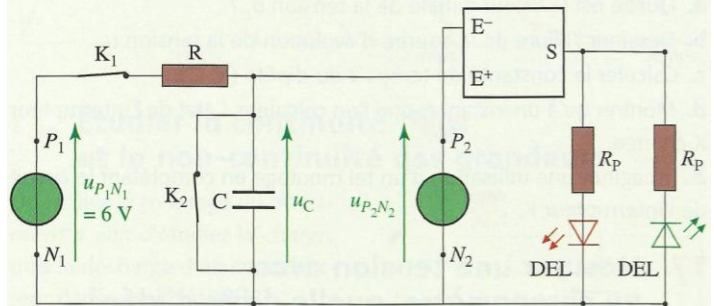 E⁻
S
E⁺
K₁
R
P₁
u_{P₁N₁}
= 6 V
N₁
K₂
C
u_C
P₂
u_{P₂N₂}
N₂
R_P
R_P
DEL
DEL